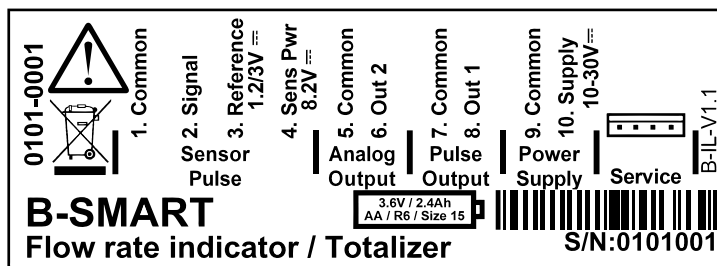 0101-0001
1. Common
2. Signal
3. Reference
1.2/3V ⎓
4. Sens Pwr
8.2V ⎓
Sensor
Pulse
5. Common
6. Out 2
Analog
Output
7. Common
8. Out 1
Pulse
Output
9. Common
10. Supply
10-30V⎓
Power
Supply
Service
B-IL-V1.1
B-SMART
Flow rate indicator / Totalizer
3.6V / 2.4Ah
AA / R6 / Size 15
S/N:0101001